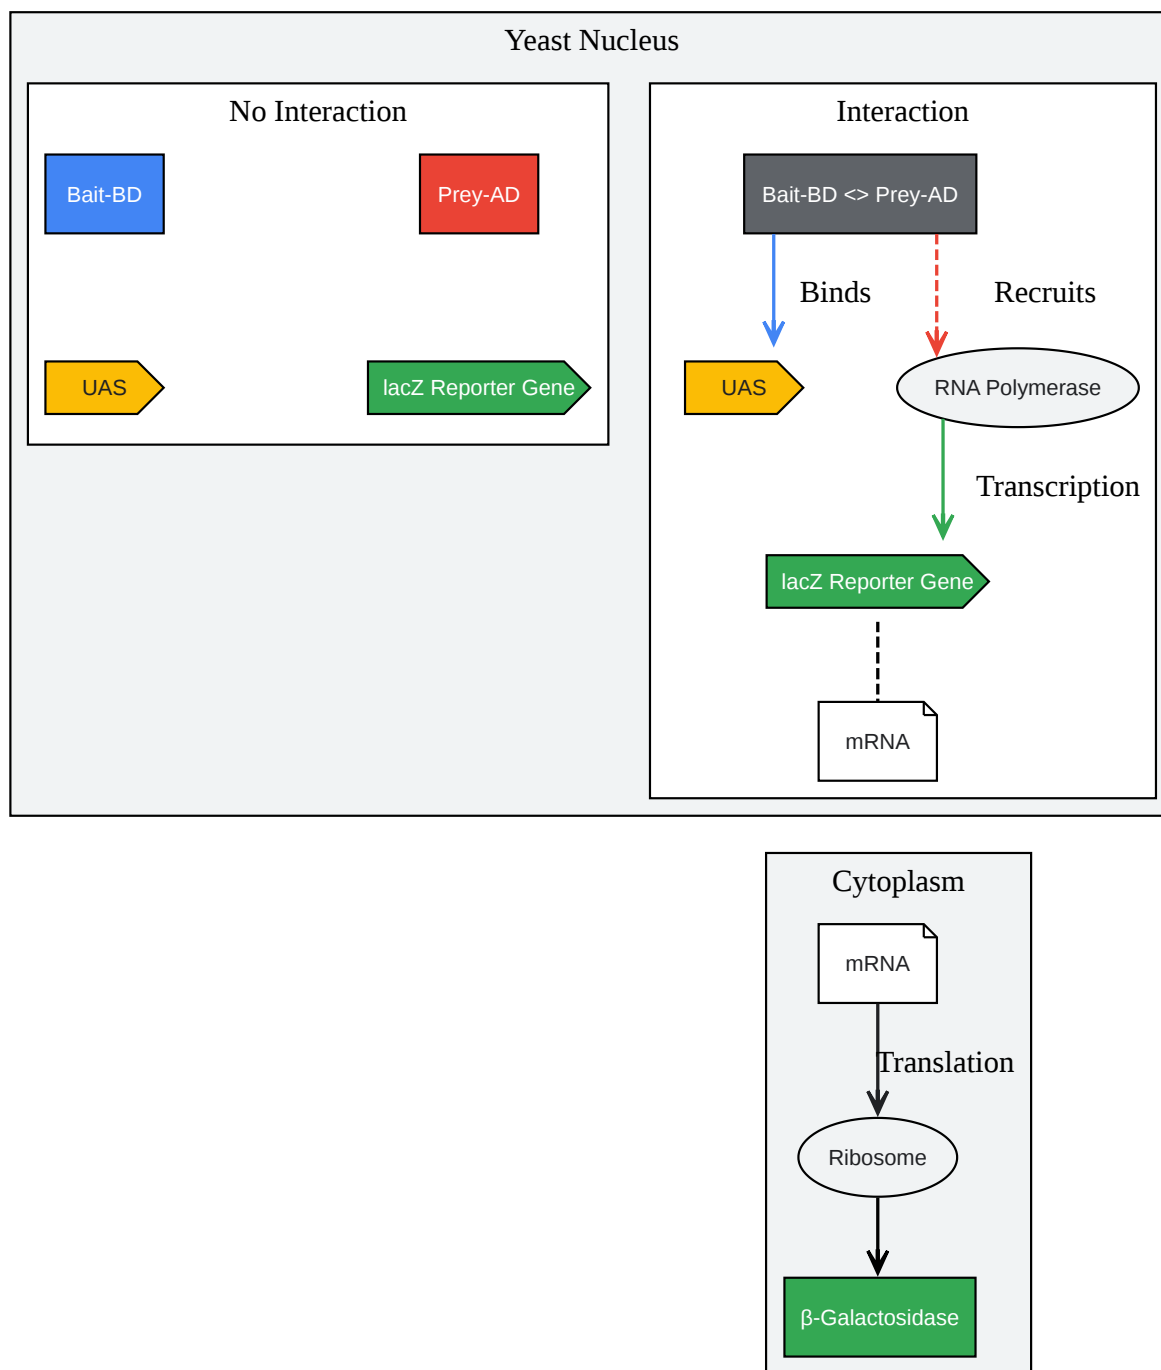 Yeast Nucleus
No Interaction
Bait-BD
Prey-AD
UAS
lacZ Reporter Gene
Interaction
Bait-BD <> Prey-AD
Binds
Recruits
UAS
RNA Polymerase
Transcription
lacZ Reporter Gene
mRNA
Cytoplasm
mRNA
Translation
Ribosome
β-Galactosidase